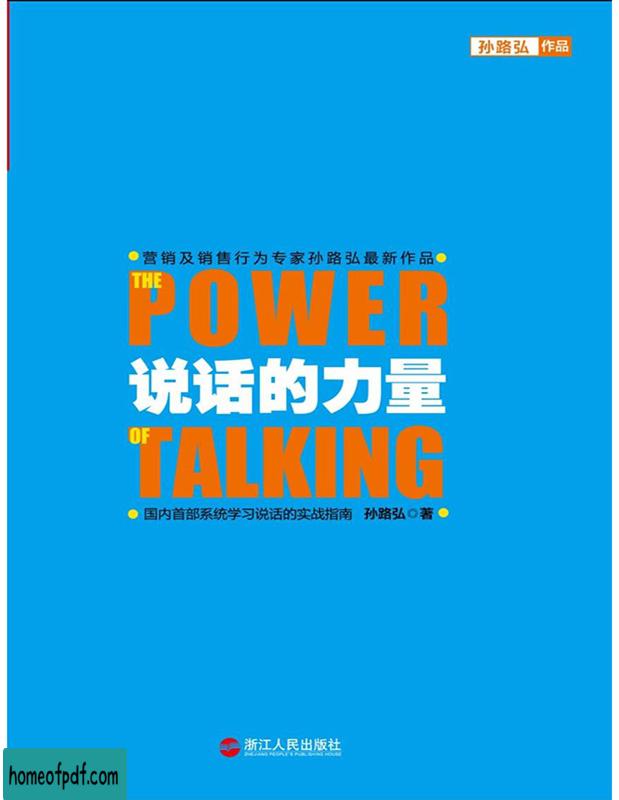 孙路弘 作品
营销及销售行为专家孙路弘最新作品
THE
POWER
说话的力量
OF
TALKING
国内首部系统学习说话的实战指南 孙路弘◎著
浙江人民出版社
ZHEJIANG PEOPLE'S PUBLISHING HOUSE
homeofpdf.com